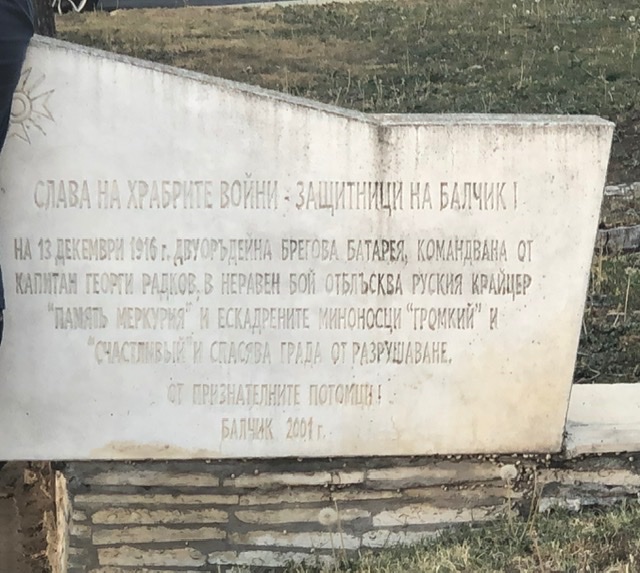 СЛАВА НА ХРАБРИТЕ ВОЙНИ - ЗАЩИТНИЦИ НА БАЛЧИК !
НА 13 ДЕКЕМВРИ 1916 г. ДВУОРЪДЕЙНА БРЕГОВА БАТАРЕЯ, КОМАНДВАНА ОТ
КАПИТАН ГЕОРГИ РАДКОВ, В НЕРАВЕН БОЙ ОТБЛЪСКВА РУСКИЯ КРАЙЦЕР
"ПАМЯТЬ МЕРКУРИЯ" И ЕСКАДРЕНИТЕ МИНОНОСЦИ "ГРОМКИЙ" И
"СЧАСТЛИВЫЙ" И СПАСЯВА ГРАДА ОТ РАЗРУШАВАНЕ.
ОТ ПРИЗНАТЕЛНИТЕ ПОТОМЦИ !
БАЛЧИК 2001 г.